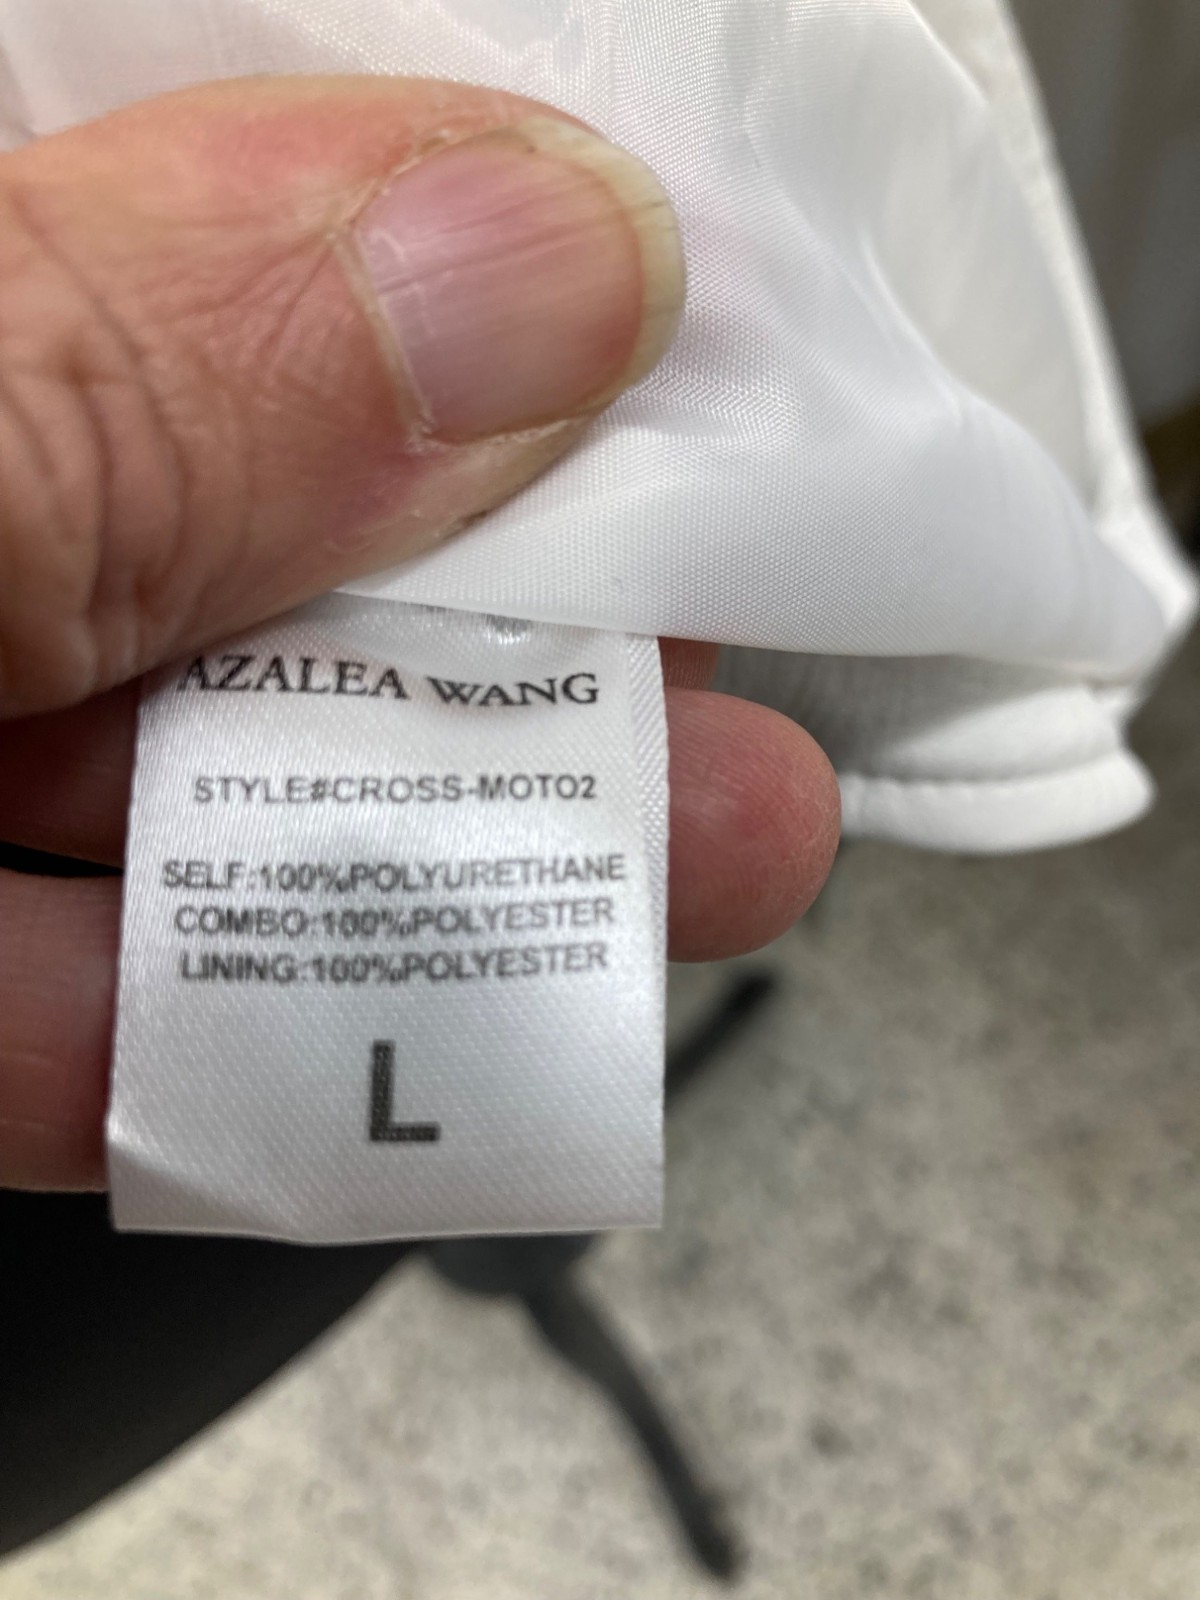 AZALEA WANG
STYLE#CROSS-MOTO2
SELF:100%POLYURETHANE
COMBO:100%POLYESTER
LINING:100%POLYESTER
L